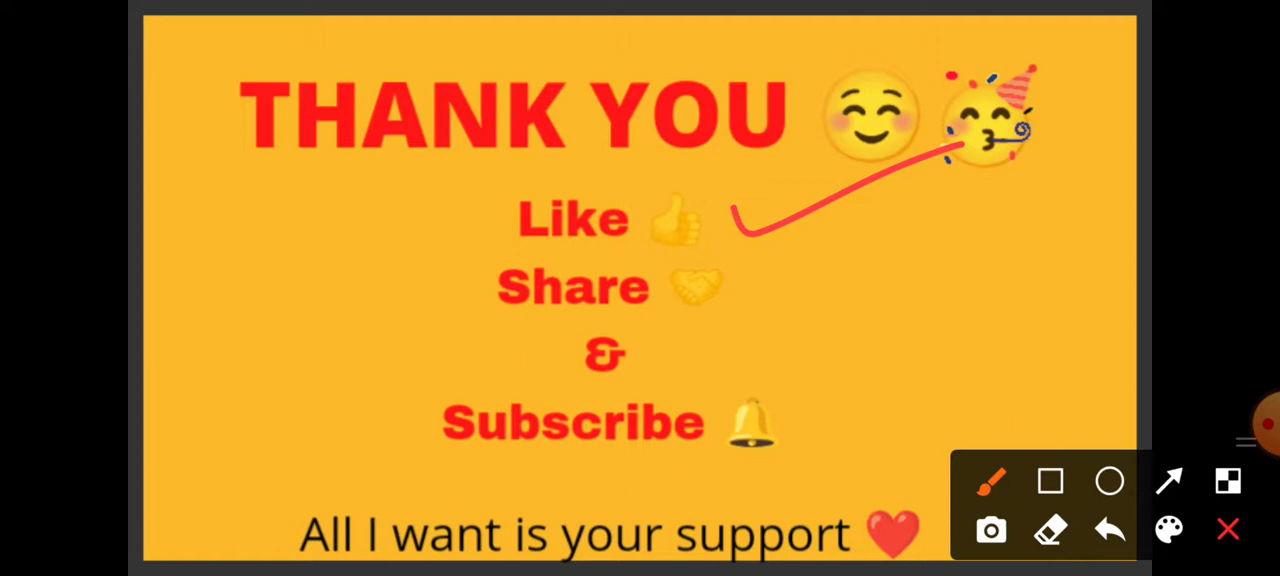 THANK YOU ☺️ 🥳
Like 👍
Share 🤝
&
Subscribe 🔔
All I want is your support ❤️